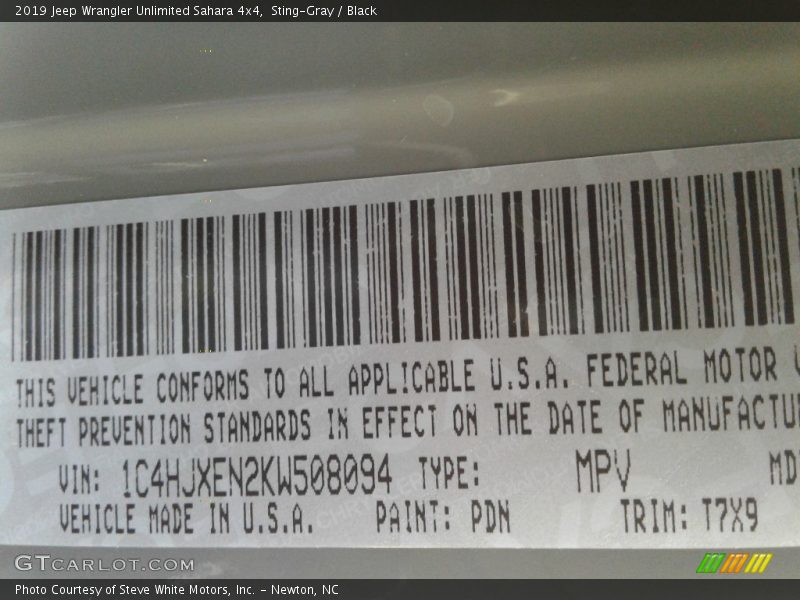 2019 Jeep Wrangler Unlimited Sahara 4x4, Sting-Gray / Black
THIS VEHICLE CONFORMS TO ALL APPLICABLE U.S.A. FEDERAL MOTOR V
THEFT PREVENTION STANDARDS IN EFFECT ON THE DATE OF MANUFACTU
VIN: 1C4HJXEN2KW508094 TYPE: MPV MD
VEHICLE MADE IN U.S.A. PAINT: PDN TRIM: T7X9
GTCARLOT.COM
Photo Courtesy of Steve White Motors, Inc. - Newton, NC